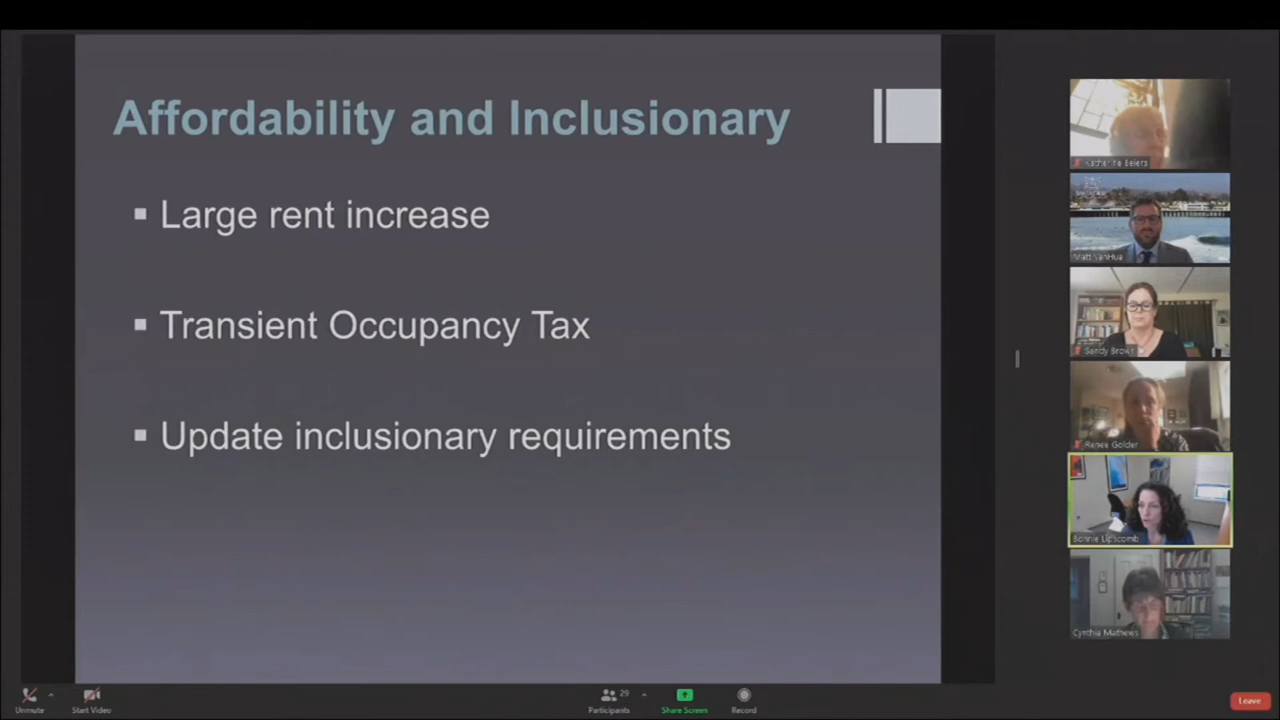 Affordability and Inclusionary
Large rent increase
Transient Occupancy Tax
Update inclusionary requirements
Katherine Beiers
Matt VanHua
Sandy Brown
Renee Golder
Bonnie Lipscomb
Cynthia Mathews
Unmute
Start Video
29
Participants
Share Screen
Record
Leave